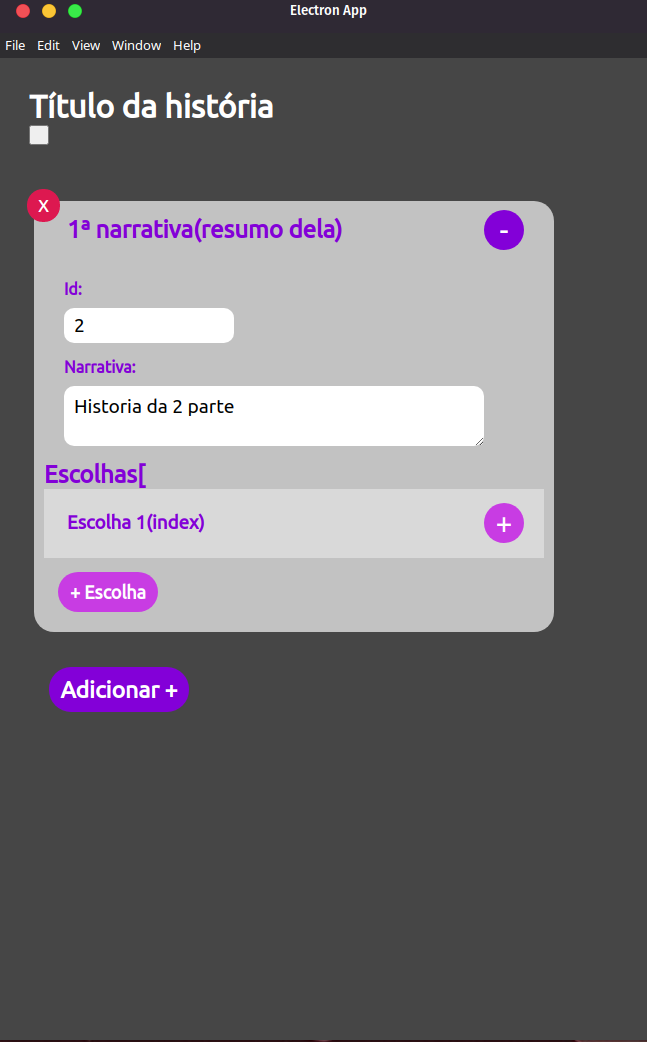 Electron App
File Edit View Window Help
Título da história
X
1ª narrativa(resumo dela)
-
Id:
2
Narrativa:
Historia da 2 parte
Escolhas[
Escolha 1(index)
+
+ Escolha
Adicionar +